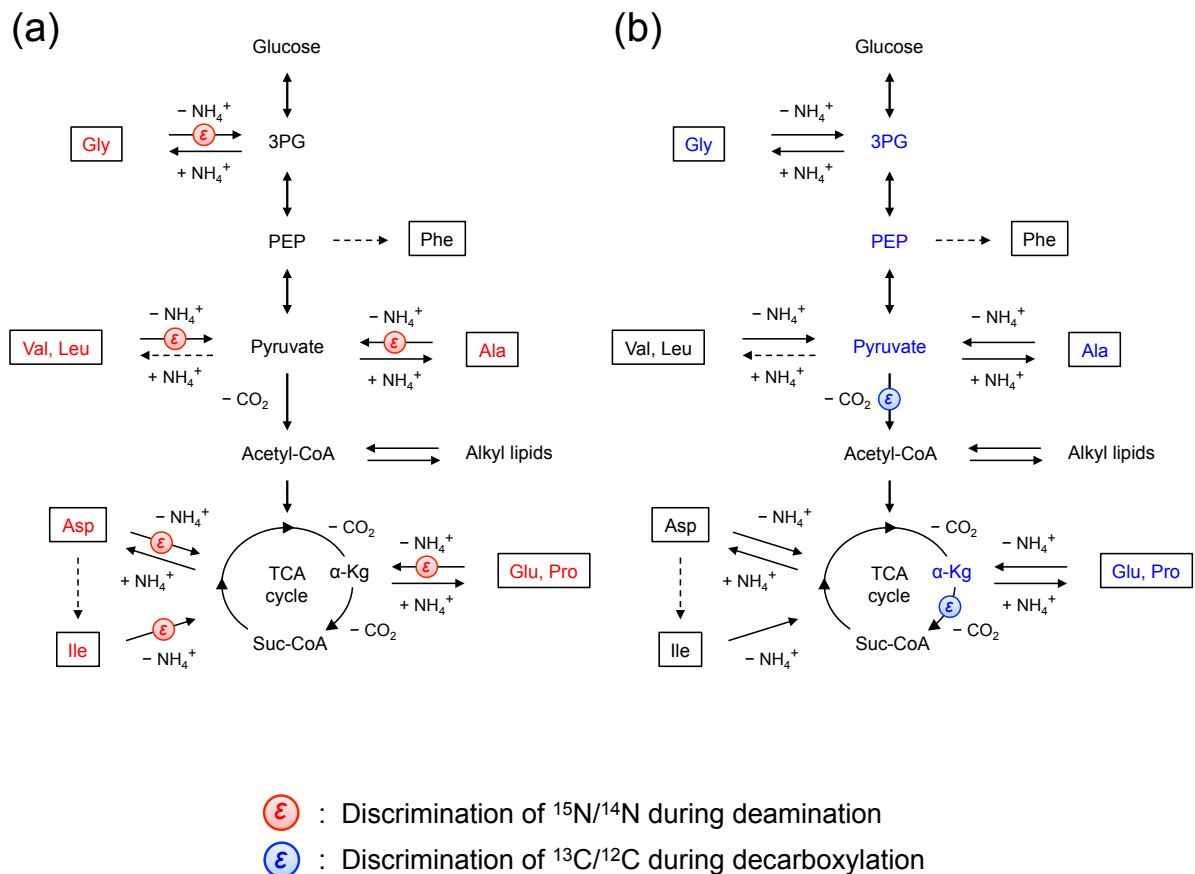 (a)
Glucose
− NH₄⁺
Gly
ε
3PG
+ NH₄⁺
PEP
Phe
− NH₄⁺
− NH₄⁺
Val, Leu
ε
Pyruvate
ε
Ala
+ NH₄⁺
+ NH₄⁺
− CO₂
Acetyl-CoA
Alkyl lipids
Asp
− NH₄⁺
ε
+ NH₄⁺
− CO₂
TCA
cycle
α-Kg
− NH₄⁺
ε
Glu, Pro
+ NH₄⁺
− CO₂
Ile
ε
− NH₄⁺
Suc-CoA
(b)
Glucose
− NH₄⁺
Gly
3PG
+ NH₄⁺
PEP
Phe
− NH₄⁺
− NH₄⁺
Val, Leu
Pyruvate
Ala
+ NH₄⁺
+ NH₄⁺
− CO₂
ε
Acetyl-CoA
Alkyl lipids
Asp
− NH₄⁺
+ NH₄⁺
− CO₂
TCA
cycle
α-Kg
− NH₄⁺
Glu, Pro
+ NH₄⁺
ε
− CO₂
Ile
− NH₄⁺
Suc-CoA
ε : Discrimination of ¹⁵N/¹⁴N during deamination
ε : Discrimination of ¹³C/¹²C during decarboxylation